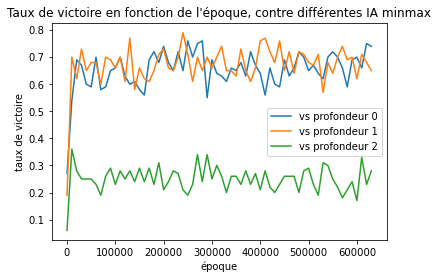 Taux de victoire en fonction de l'époque, contre différentes IA minmax
0.8
0.7
0.6
0.5
0.4
0.3
0.2
0.1
taux de victoire
vs profondeur 0
vs profondeur 1
vs profondeur 2
0
100000
200000
300000
400000
500000
600000
époque